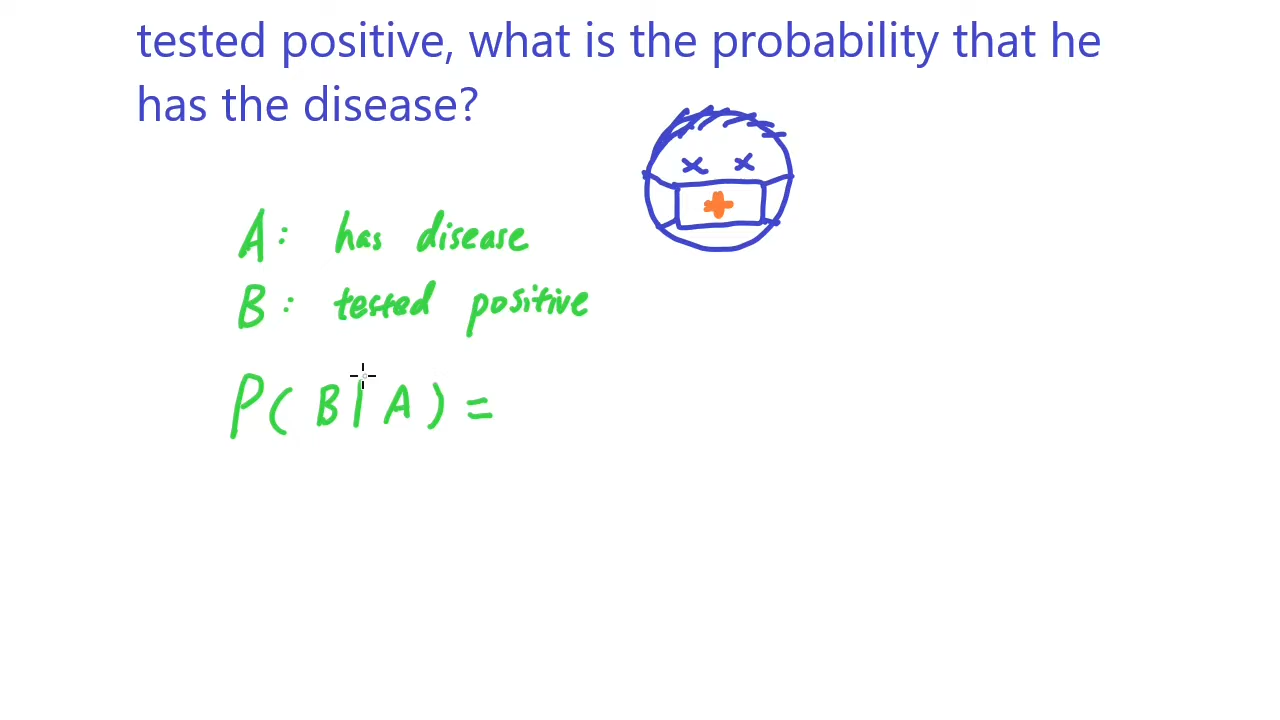 tested positive, what is the probability that he
has the disease?
A: has disease
B: tested positive
P(B|A) =